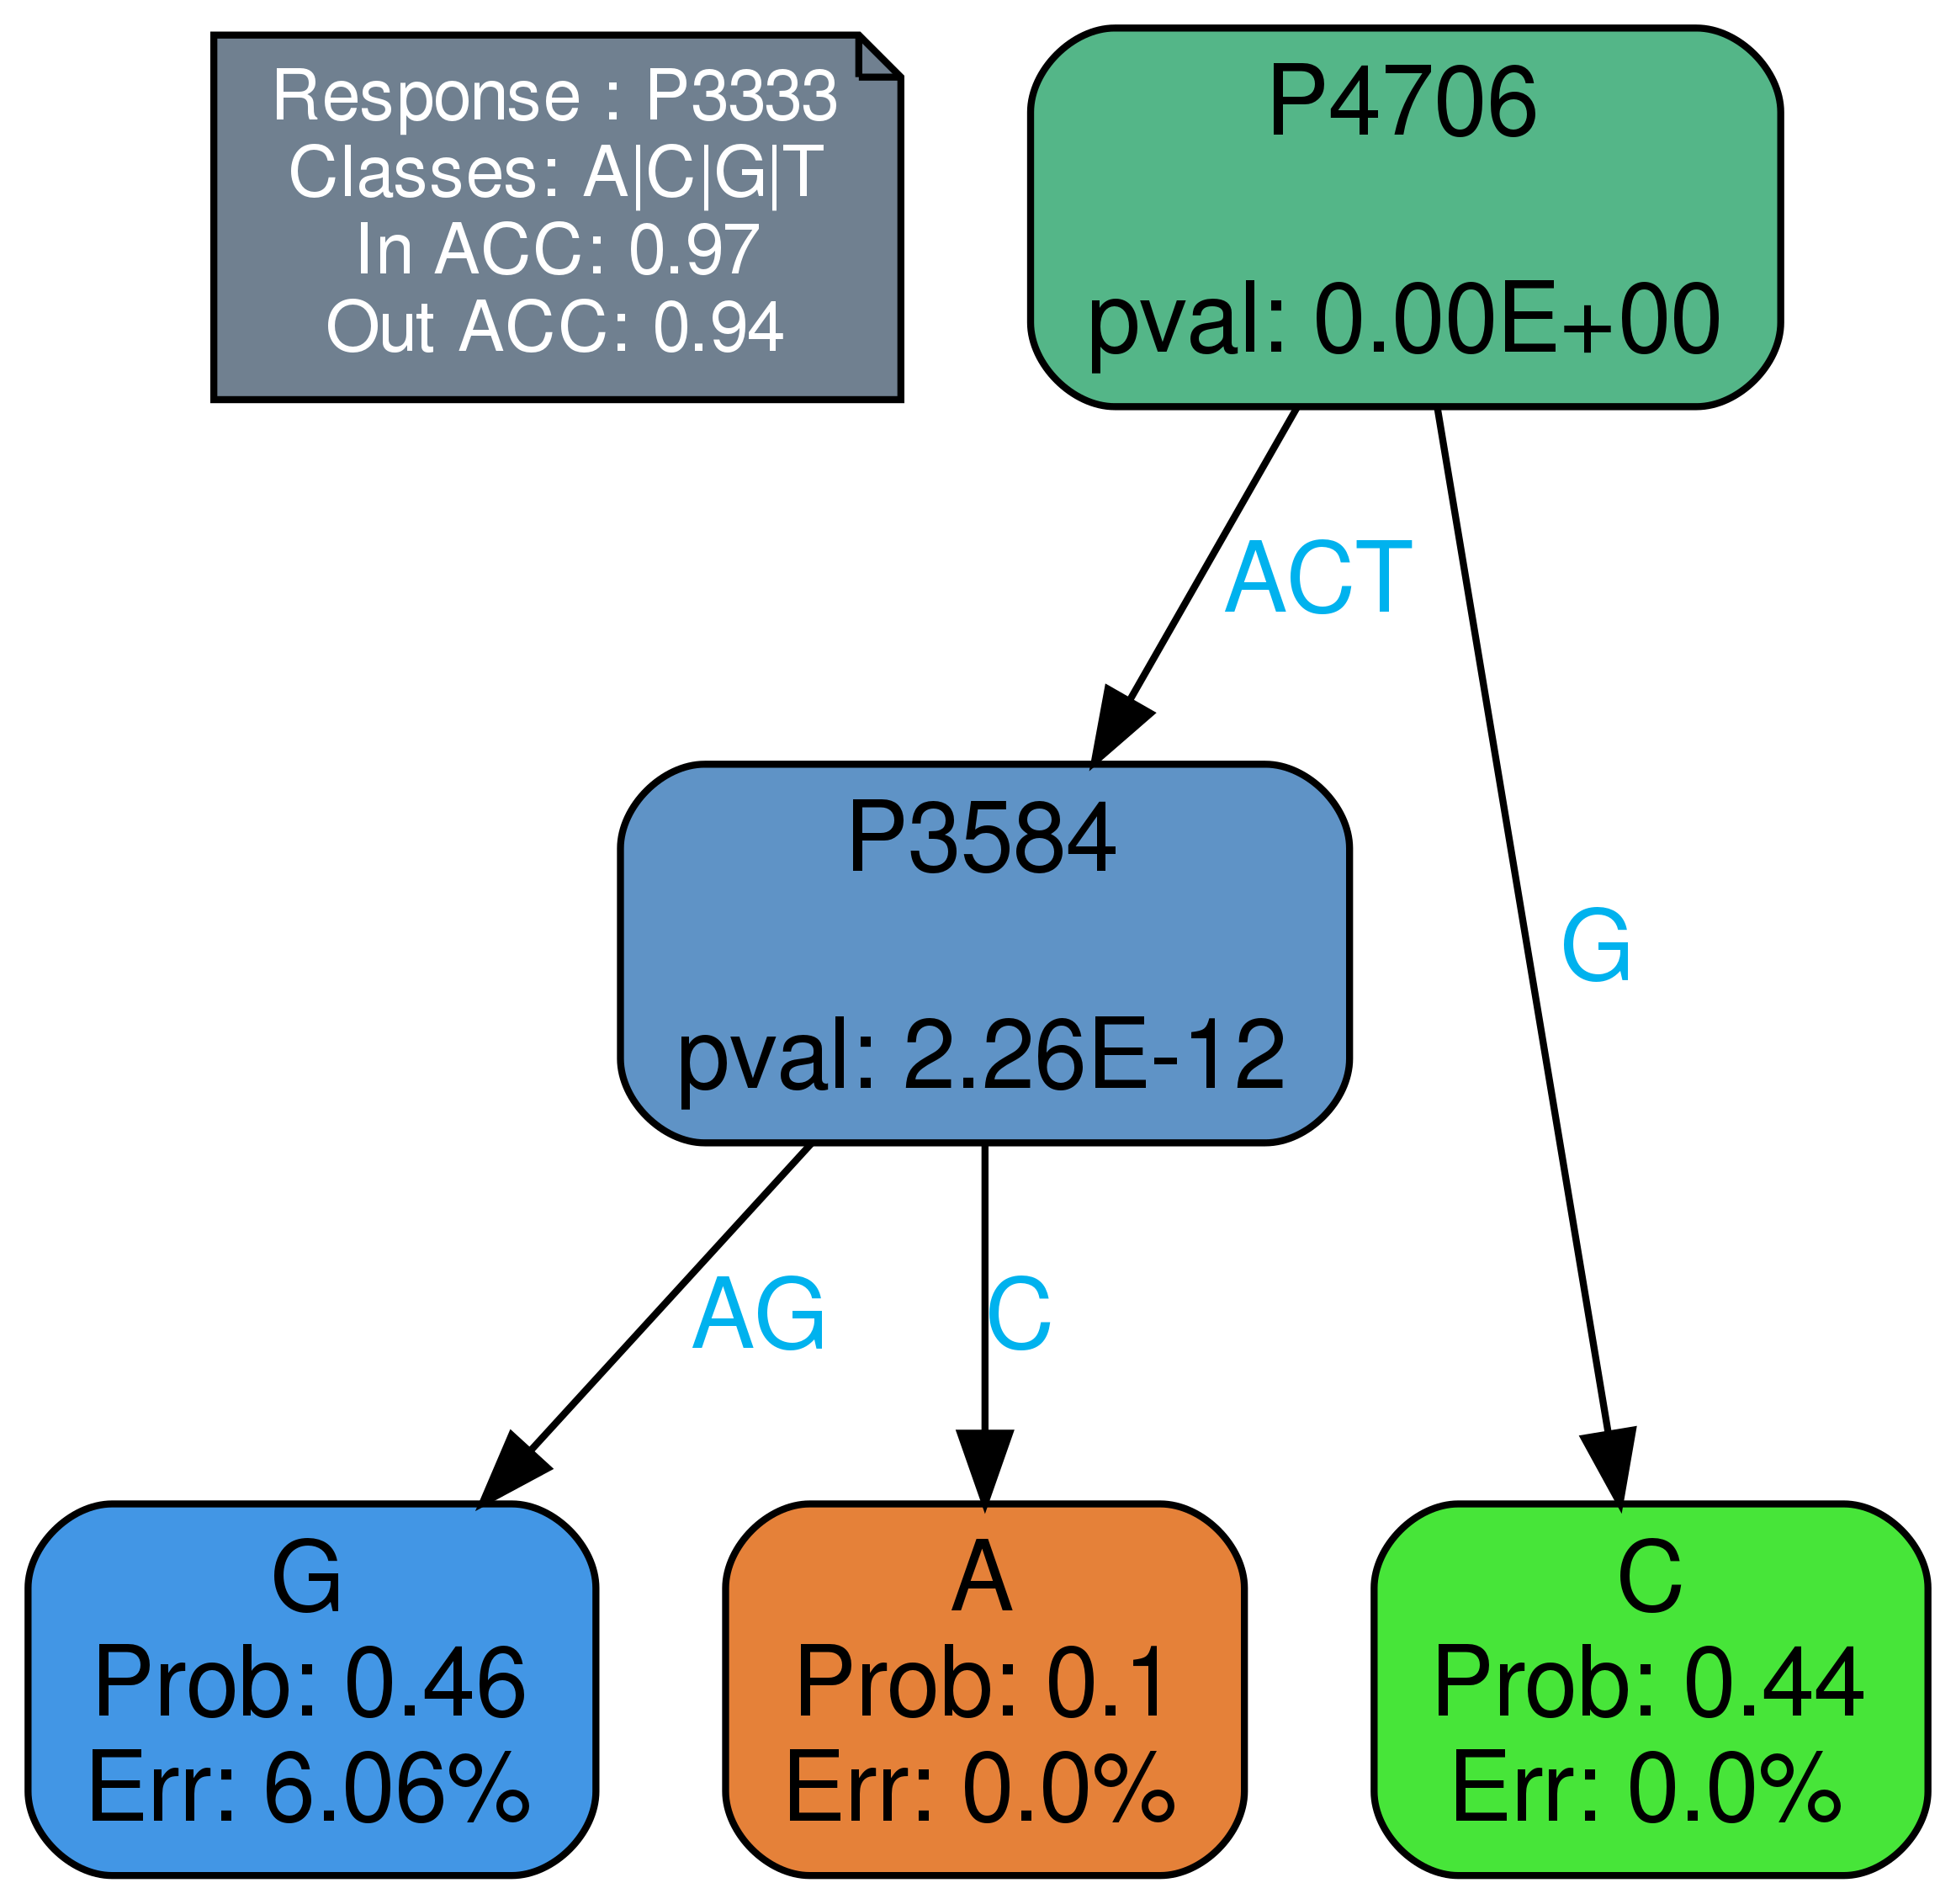 Response : P3333
Classes: A|C|G|T
In ACC: 0.97
Out ACC: 0.94
P4706
pval: 0.00E+00
ACT
P3584
pval: 2.26E-12
G
AG
C
G
Prob: 0.46
Err: 6.06%
A
Prob: 0.1
Err: 0.0%
C
Prob: 0.44
Err: 0.0%